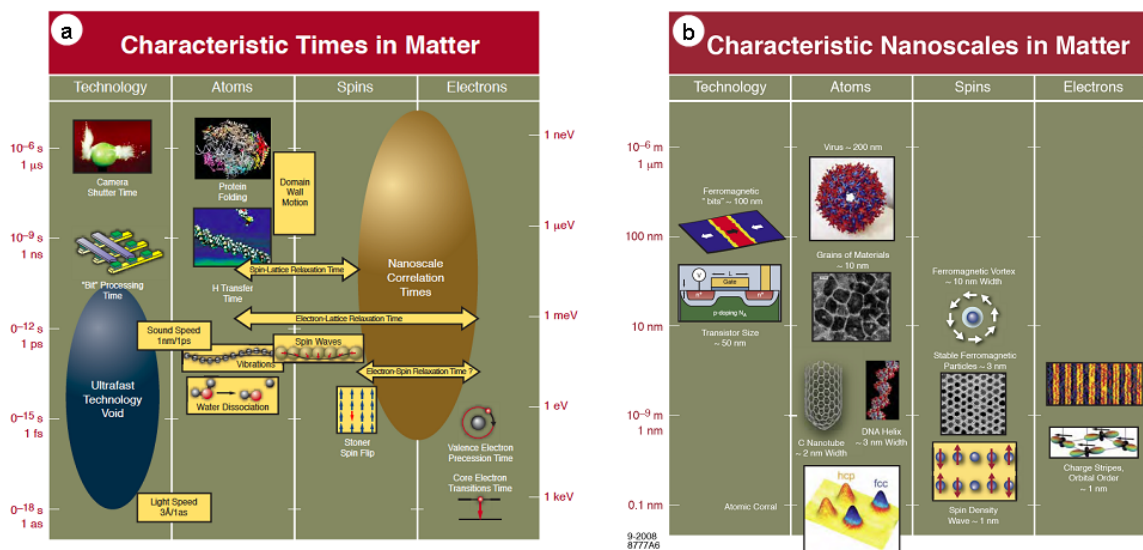 a
Characteristic Times in Matter
Technology
Atoms
Spins
Electrons
10⁻⁶ s
1 µs
10⁻⁹ s
1 ns
10⁻¹² s
1 ps
0⁻¹⁵ s
1 fs
0⁻¹⁸ s
1 as
1 neV
1 µeV
1 meV
1 eV
1 keV
Camera
Shutter Time
"Bit" Processing
Time
Ultrafast
Technology
Void
Protein
Folding
Domain
Wall
Motion
H Transfer
Time
Spin-Lattice Relaxation Time
Nanoscale
Correlation
Times
Electron-Lattice Relaxation Time
Sound Speed
1nm/1ps
Vibrations
Spin Waves
Electron-Spin Relaxation Time ?
Water Dissociation
Stoner
Spin Flip
Valence Electron
Precession Time
Core Electron
Transitions Time
Light Speed
3Å/1as
b
Characteristic Nanoscales in Matter
Technology
Atoms
Spins
Electrons
10⁻⁶ m
1 µm
100 nm
10 nm
10⁻⁹ m
1 nm
0.1 nm
Ferromagnetic
" bits" ~ 100 nm
V
L
Gate
n⁺
n⁺
p-doping N_A
Transistor Size
~ 50 nm
Virus ~ 200 nm
Grains of Materials
~ 10 nm
C Nanotube
~ 2 nm Width
DNA Helix
~ 3 nm Width
Atomic Corral
hcp
fcc
Ferromagnetic Vortex
~ 10 nm Width
Stable Ferromagnetic
Particles ~ 3 nm
Spin Density
Wave ~ 1 nm
Charge Stripes,
Orbital Order
~ 1 nm
9-2008
8777A6